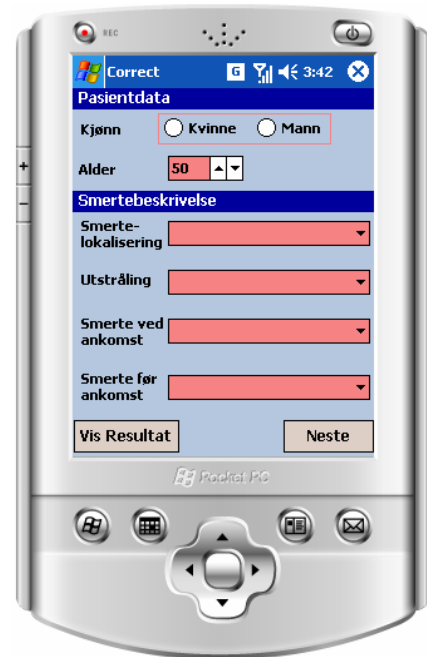 REC
Correct G 3:42
Pasientdata
Kjønn Kvinne Mann
Alder 50
Smertebeskrivelse
Smerte-
lokalisering
Utstråling
Smerte ved
ankomst
Smerte før
ankomst
Vis Resultat Neste
Pocket PC